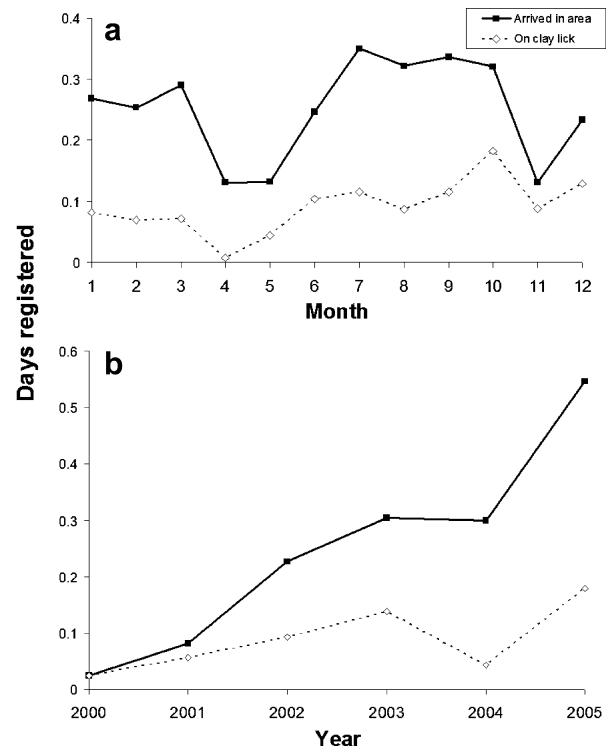 a
Arrived in area
On clay lick
0.4
0.3
0.2
0.1
0
1 2 3 4 5 6 7 8 9 10 11 12
Month
Days registered
b
0.6
0.5
0.4
0.3
0.2
0.1
0
2000 2001 2002 2003 2004 2005
Year